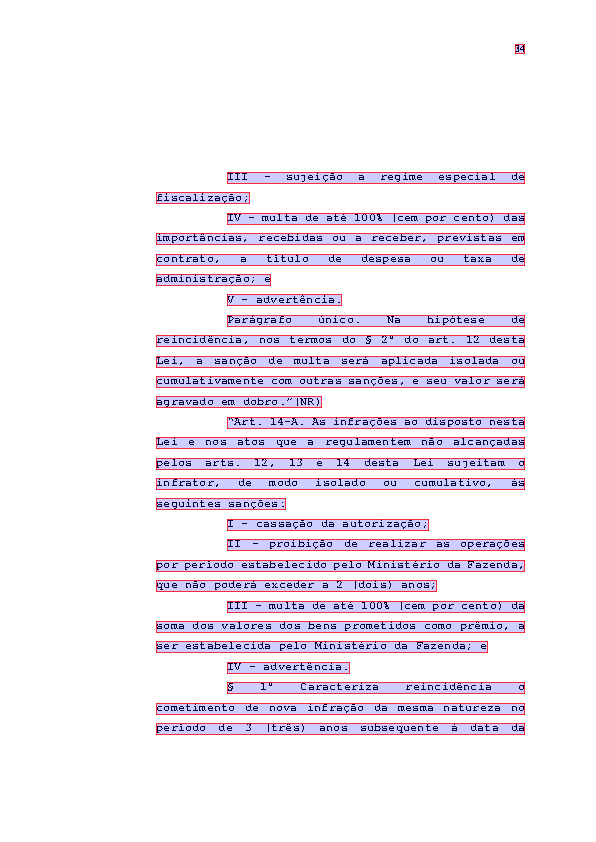 34
III - sujeição a regime especial de
fiscalização;
IV - multa de até 100% (cem por cento) das
importâncias, recebidas ou a receber, previstas em
contrato, a título de despesa ou taxa de
administração; e
V - advertência.
Parágrafo único. Na hipótese de
reincidência, nos termos do § 2º do art. 12 desta
Lei, a sanção de multa será aplicada isolada ou
cumulativamente com outras sanções, e seu valor será
agravado em dobro.”(NR)
“Art. 14-A. As infrações ao disposto nesta
Lei e nos atos que a regulamentem não alcançadas
pelos arts. 12, 13 e 14 desta Lei sujeitam o
infrator, de modo isolado ou cumulativo, às
seguintes sanções:
I - cassação da autorização;
II - proibição de realizar as operações
por período estabelecido pelo Ministério da Fazenda,
que não poderá exceder a 2 (dois) anos;
III - multa de até 100% (cem por cento) da
soma dos valores dos bens prometidos como prêmio, a
ser estabelecida pelo Ministério da Fazenda; e
IV - advertência.
§ 1º Caracteriza reincidência o
cometimento de nova infração da mesma natureza no
período de 3 (três) anos subsequente à data da